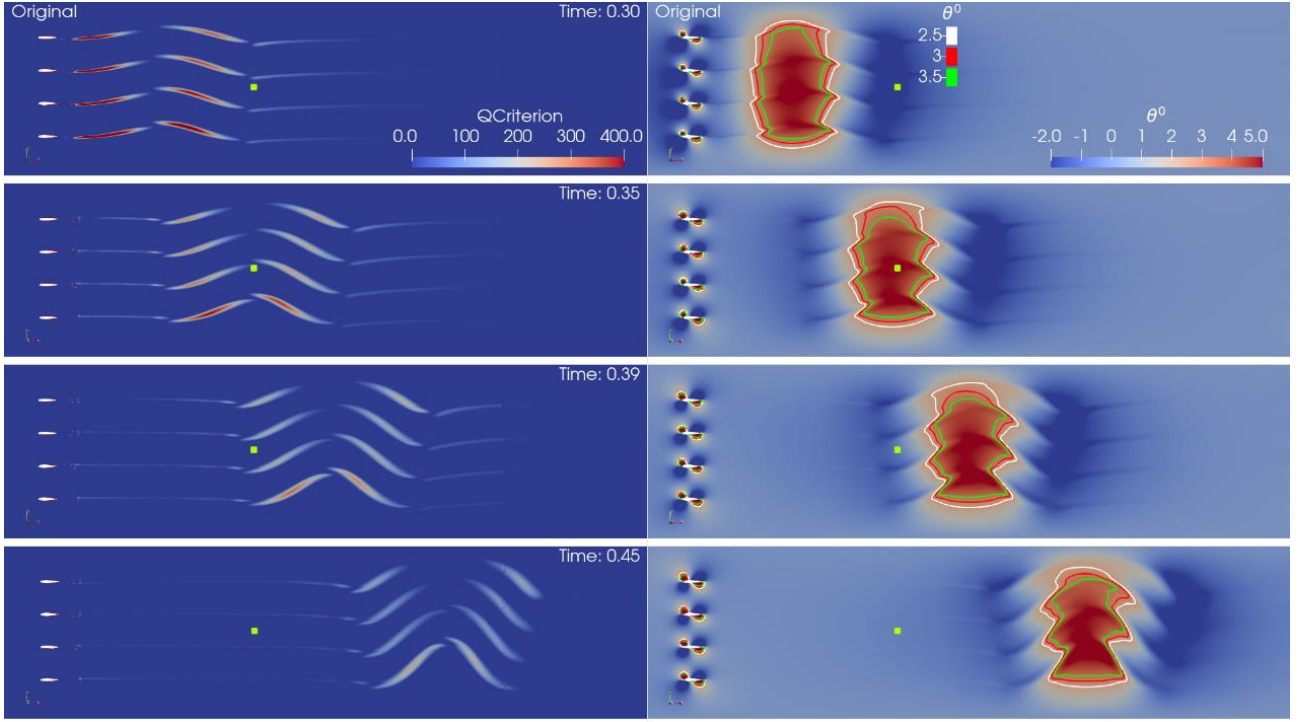 Original
Time: 0.30
QCriterion
0.0 100 200 300 400.0
Original
θ⁰
2.5
3
3.5
θ⁰
-2.0 -1 0 1 2 3 4 5.0
Time: 0.35
Time: 0.39
Time: 0.45